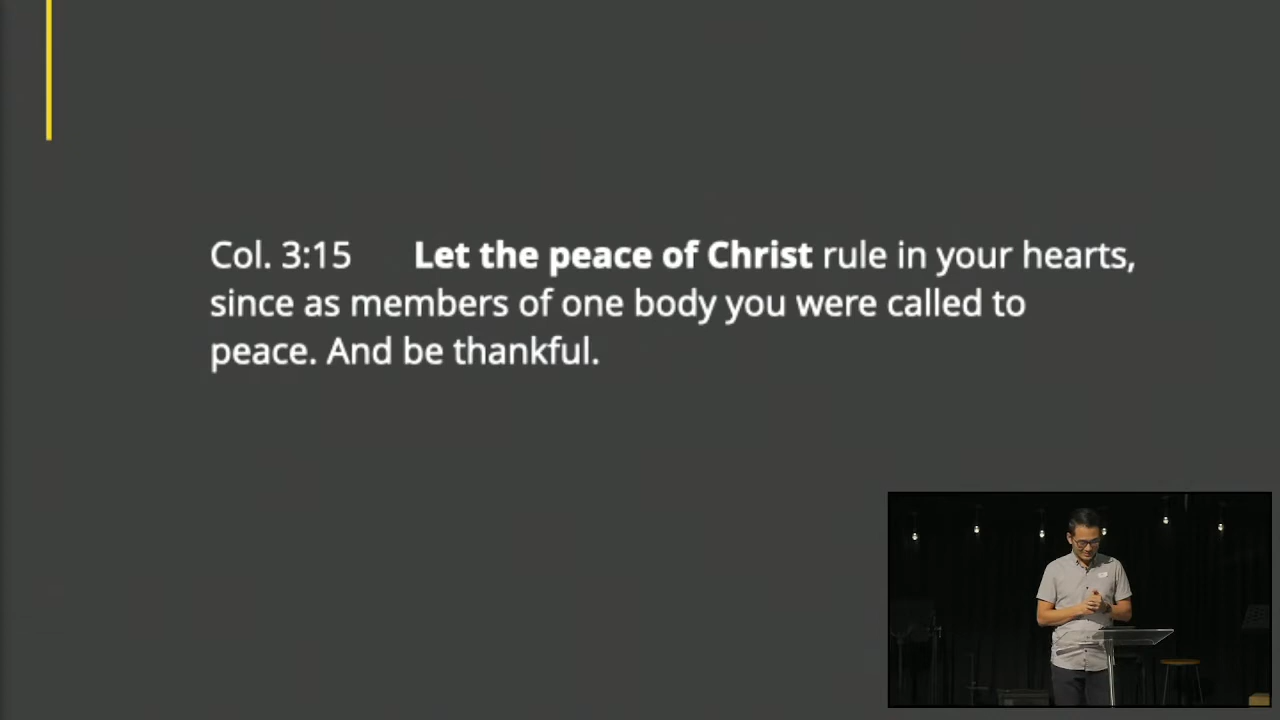 Col. 3:15 Let the peace of Christ rule in your hearts,
since as members of one body you were called to
peace. And be thankful.